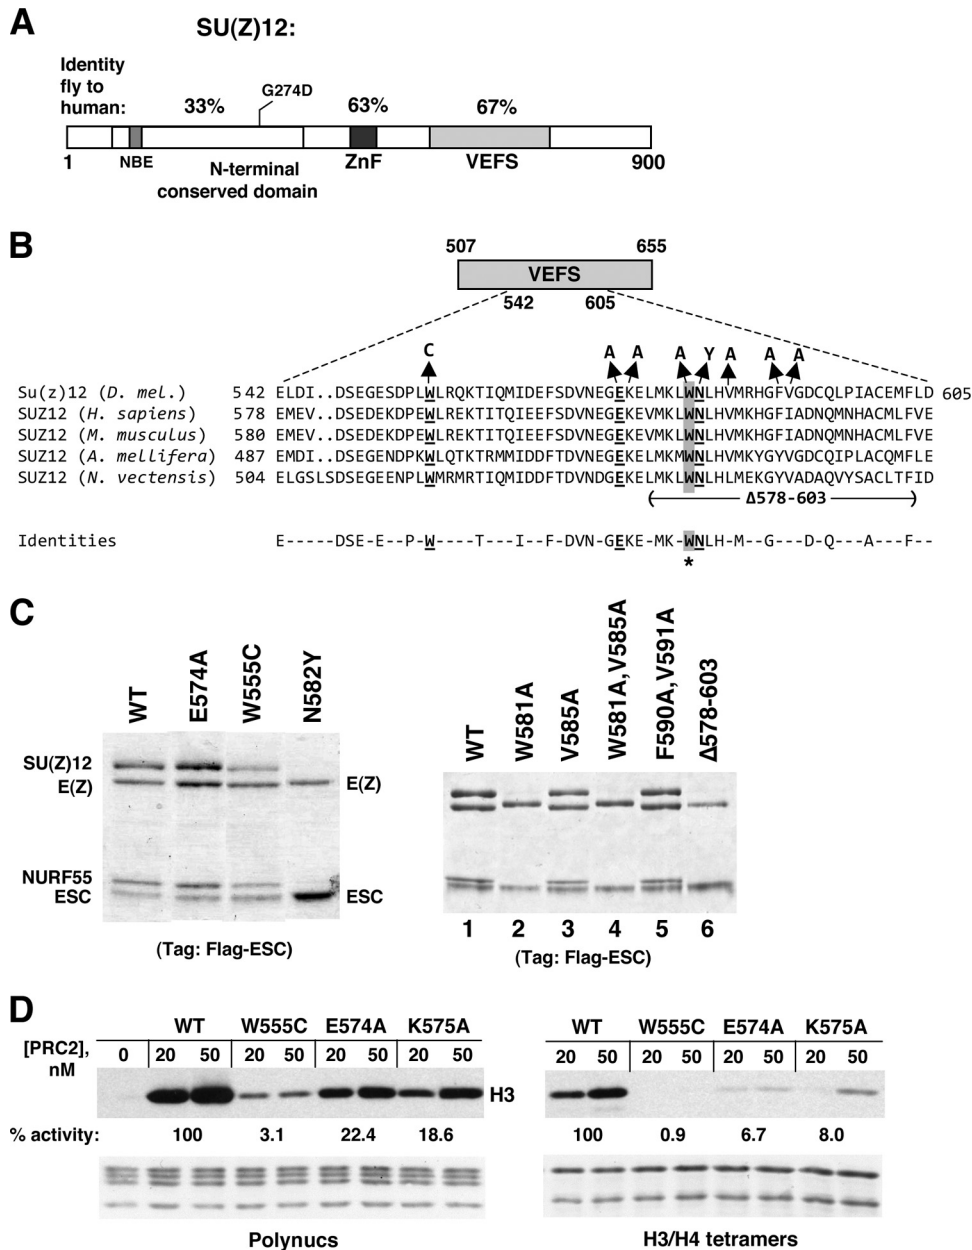 A
SU(Z)12:
Identity
fly to
human:
33%
G274D
63%
67%
1
NBE
N-terminal
conserved domain
ZnF
VEFS
900
B
507
655
VEFS
542
605
C A A A Y A A A
Su(z)12 (D. mel.) 542 ELDI..DSEGESDPLWLRQKTIQMIDEFSDVNEGEKELMKLWNLHVMRHGFVGDCQLPIACEMFLD 605
SUZ12 (H. sapiens) 578 EMEV..DSEDEKDPEWLREKTITQIEEFSDVNEGEKEVMKLWNLHVMKHGFIADNQMNHACMLFVE
SUZ12 (M. musculus) 580 EMEV..DSEDEKDPEWLREKTITQIEEFSDVNEGEKEVMKLWNLHVMKHGFIADNQMNHACMLFVE
SUZ12 (A. mellifera) 487 EMDI..DSEGENDPKWLQTKTRMMIDDFTDVNEGEKELMKMWNLHVMKYGYVGDCQIPLACQMFLE
SUZ12 (N. vectensis) 504 ELGSLSDSEGEENPLWMRMRTIQMIDDFTDVNDGEKELMKLWNLHLMEKGYVADAQVYSACLTFID
Δ578-603
Identities E-----DSE-E--P-W----T---I--F-DVN-GEKE-MK-WNLH-M--G---D-Q---A---F--
*
C
WT E574A W555C N582Y
SU(Z)12
E(Z) E(Z)
NURF55
ESC ESC
(Tag: Flag-ESC)
WT W581A V585A W581A,V585A F590A,V591A Δ578-603
1 2 3 4 5 6
(Tag: Flag-ESC)
D
WT W555C E574A K575A
[PRC2], nM 0 20 50 20 50 20 50 20 50
H3
% activity: 100 3.1 22.4 18.6
Polynucs
WT W555C E574A K575A
20 50 20 50 20 50 20 50
100 0.9 6.7 8.0
H3/H4 tetramers